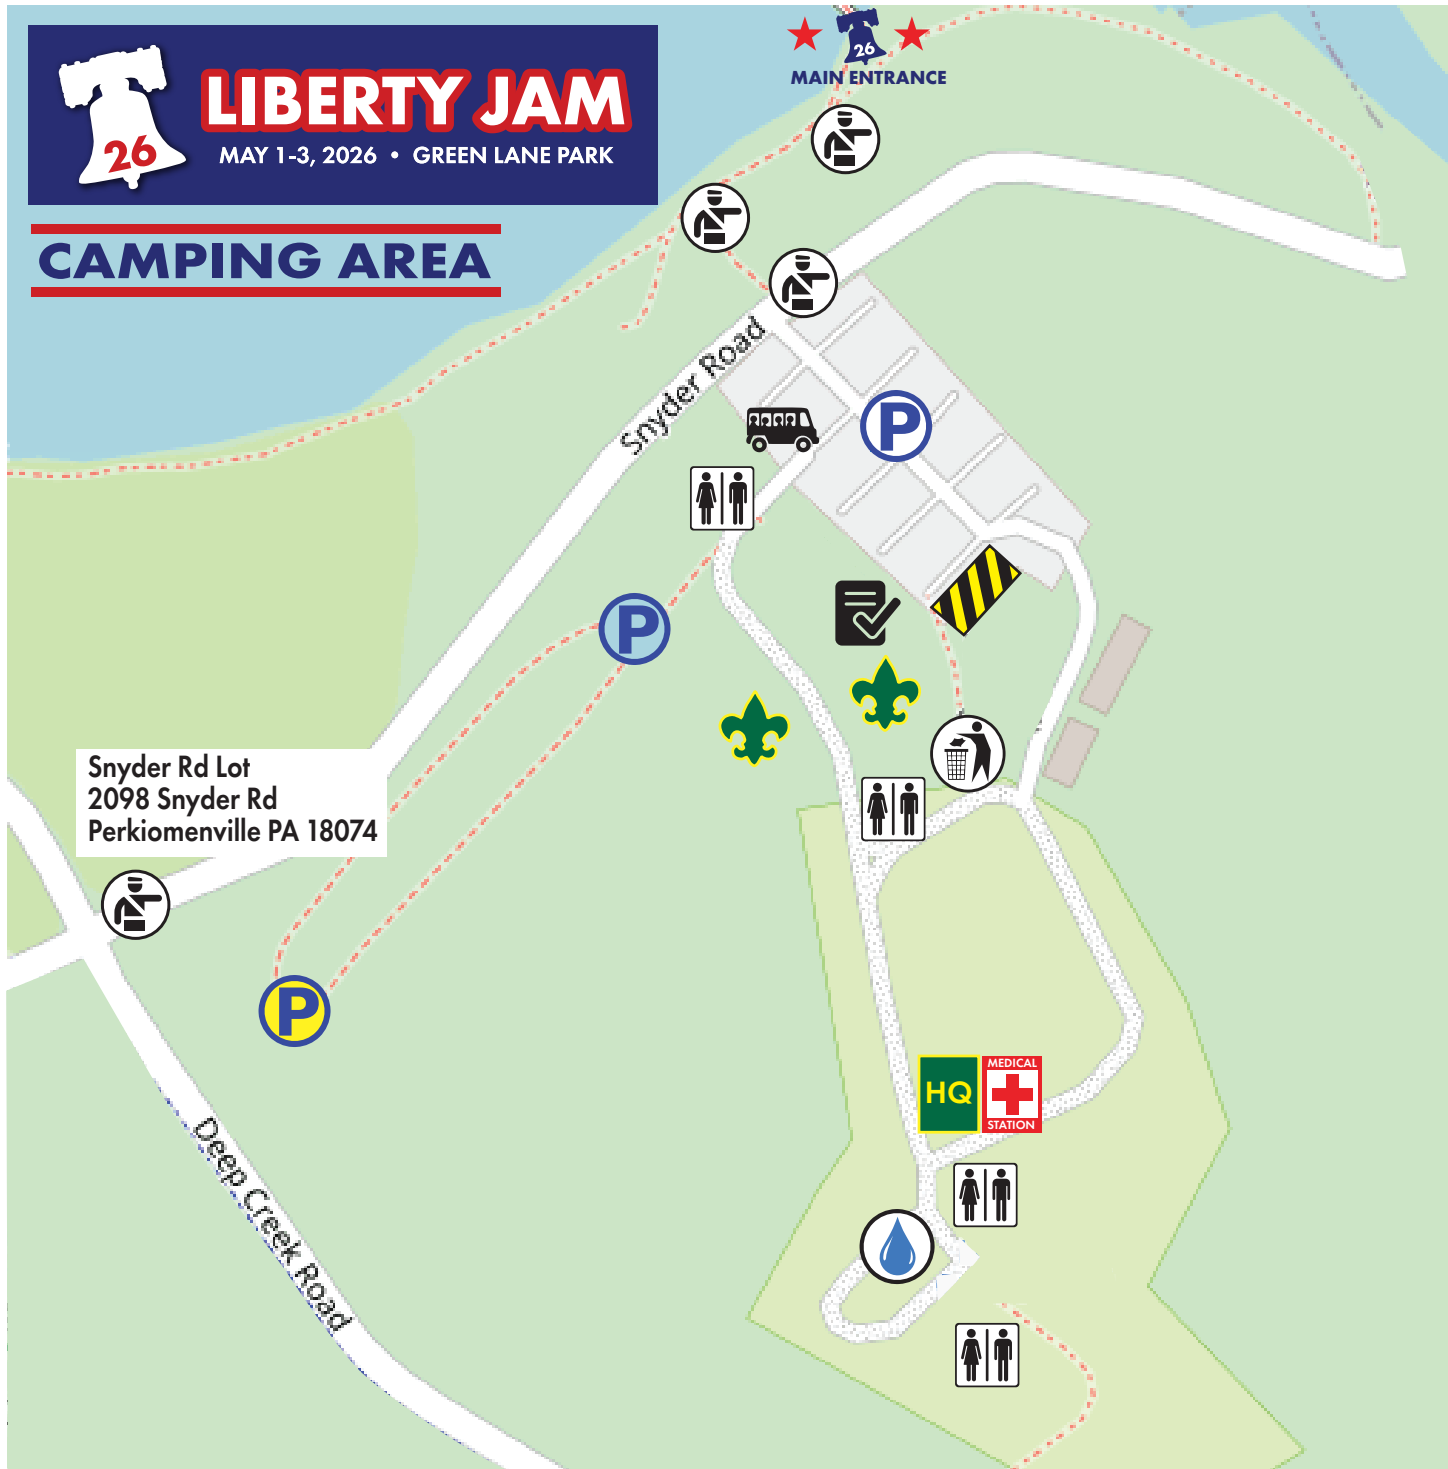 26
MAIN ENTRANCE
26
LIBERTY JAM
MAY 1-3, 2026 • GREEN LANE PARK
CAMPING AREA
Snyder Road
P
P
Snyder Rd Lot
2098 Snyder Rd
Perkiomenville PA 18074
P
HQ
MEDICAL
STATION
Deep Creek Road